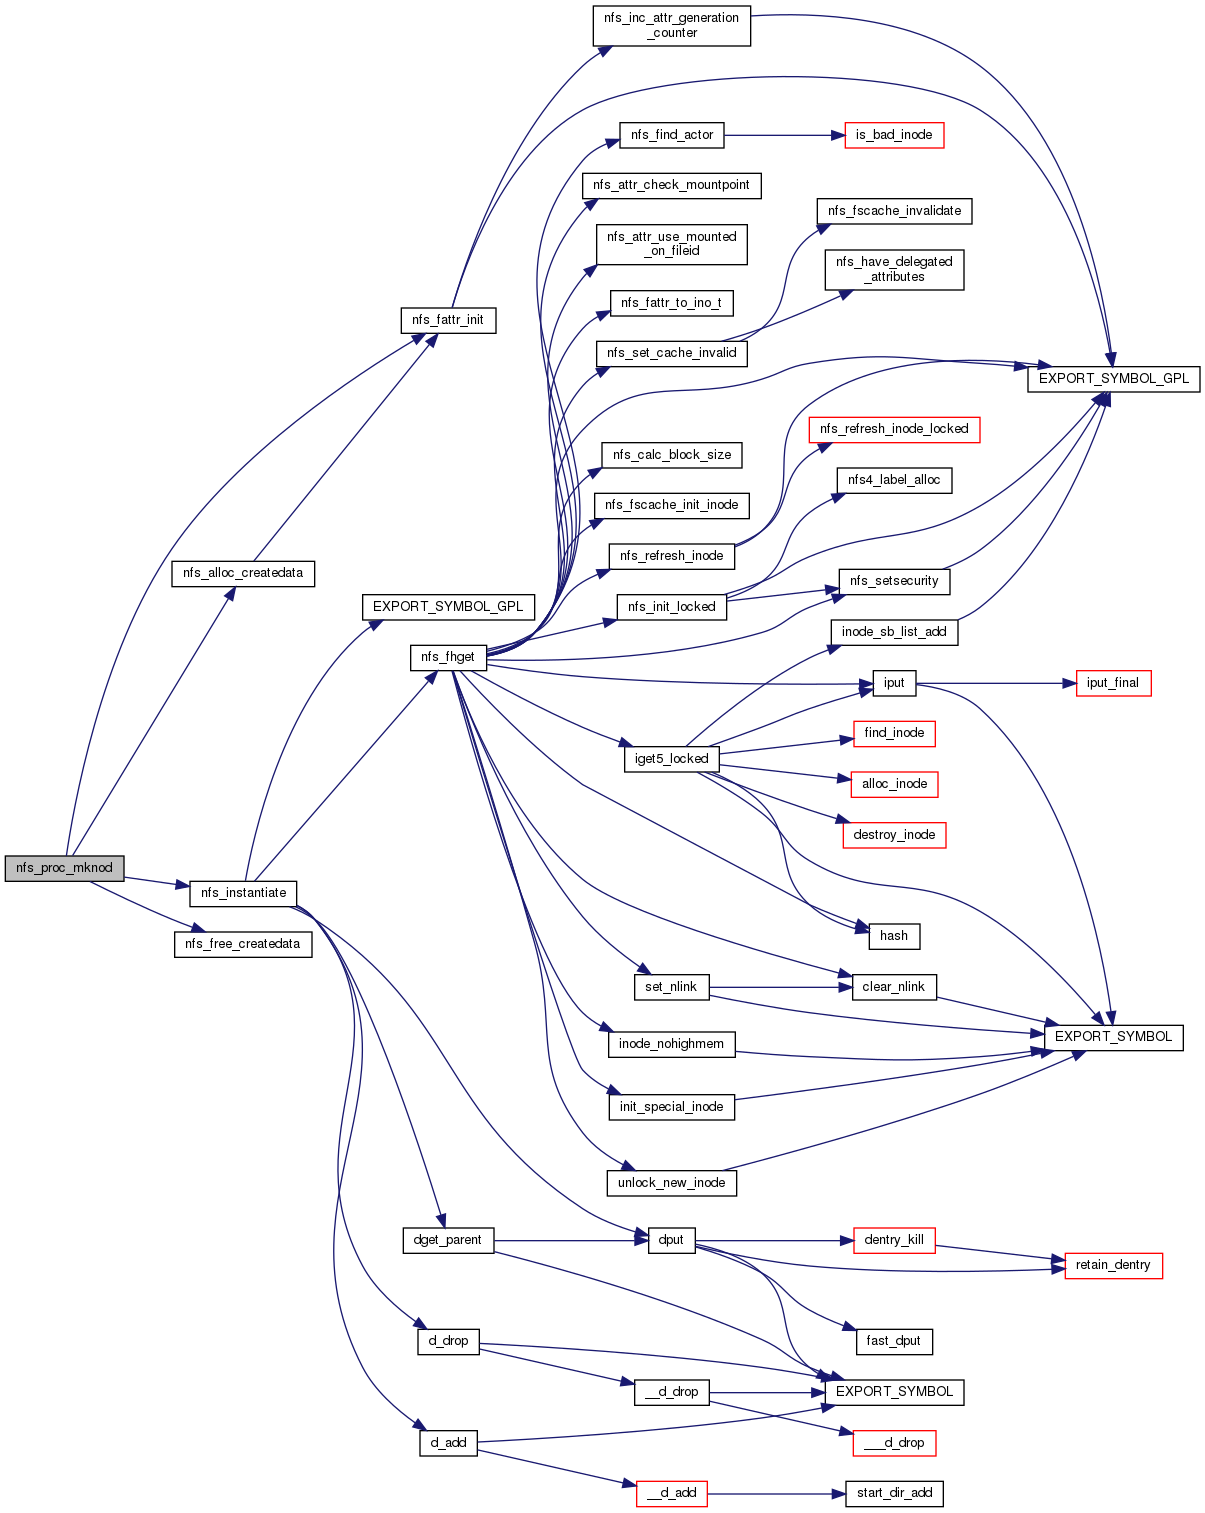 nfs_inc_attr_generation
_counter
nfs_find_actor
is_bad_inode
nfs_attr_check_mountpoint
nfs_fscache_invalidate
nfs_attr_use_mounted
_on_fileid
nfs_have_delegated
_attributes
nfs_fattr_to_ino_t
nfs_fattr_init
nfs_set_cache_invalid
EXPORT_SYMBOL_GPL
nfs_refresh_inode_locked
nfs_calc_block_size
nfs4_label_alloc
nfs_fscache_init_inode
nfs_refresh_inode
nfs_alloc_createdata
nfs_setsecurity
EXPORT_SYMBOL_GPL
nfs_init_locked
inode_sb_list_add
nfs_fhget
iput
iput_final
find_inode
iget5_locked
alloc_inode
destroy_inode
nfs_proc_mknod
nfs_instantiate
hash
nfs_free_createdata
set_nlink
clear_nlink
inode_nohighmem
EXPORT_SYMBOL
init_special_inode
unlock_new_inode
dget_parent
dput
dentry_kill
retain_dentry
d_drop
fast_dput
__d_drop
EXPORT_SYMBOL
d_add
___d_drop
__d_add
start_dir_add